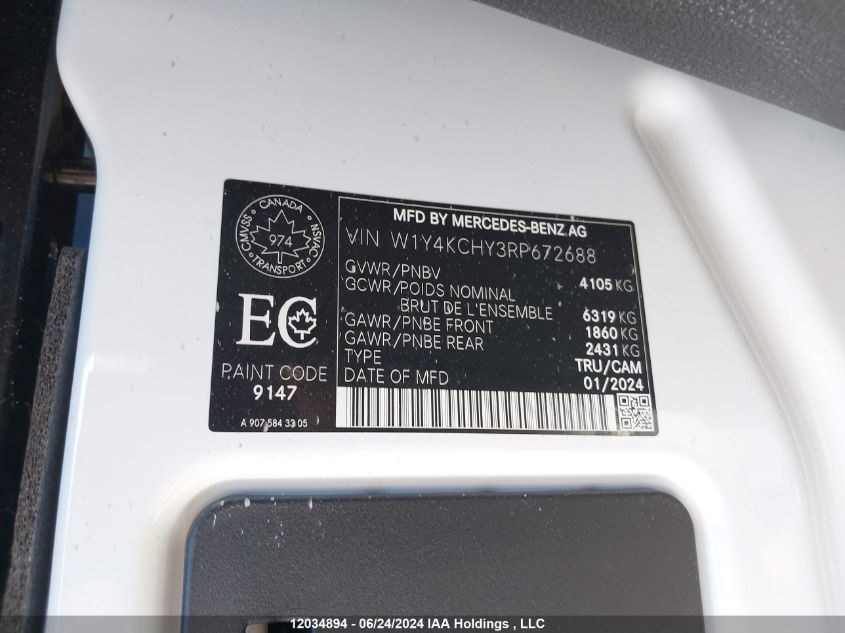 MFD BY MERCEDES-BENZ AG
CANADA
CMVSS
974
NSVAC
TRANSPORT
VIN W1Y4KCHY3RP672688
GVWR/PNBV 4105 KG
GCWR/POIDS NOMINAL
BRUT DE L'ENSEMBLE 6319 KG
GAWR/PNBE FRONT 1860 KG
GAWR/PNBE REAR 2431 KG
TYPE TRU/CAM
DATE OF MFD 01/2024
EC
PAINT CODE
9147
A 907 584 33 05
12034894 - 06/24/2024 IAA Holdings , LLC